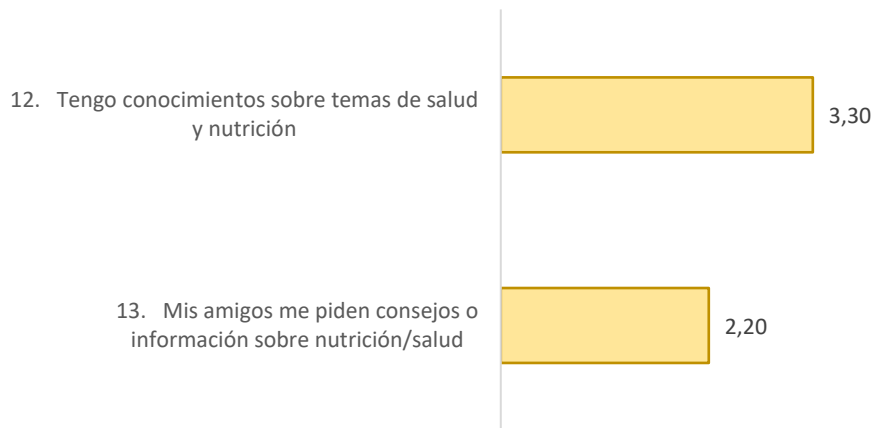 12. Tengo conocimientos sobre temas de salud
y nutrición
3,30
13. Mis amigos me piden consejos o
información sobre nutrición/salud
2,20